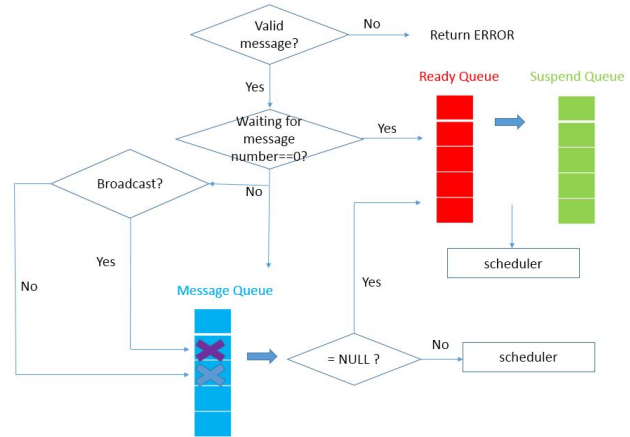 Valid
message?
No
Return ERROR
Yes
Ready Queue
Suspend Queue
Waiting for
message
number==0?
Yes
Broadcast?
No
Yes
No
scheduler
Message Queue
Yes
= NULL ?
No
scheduler